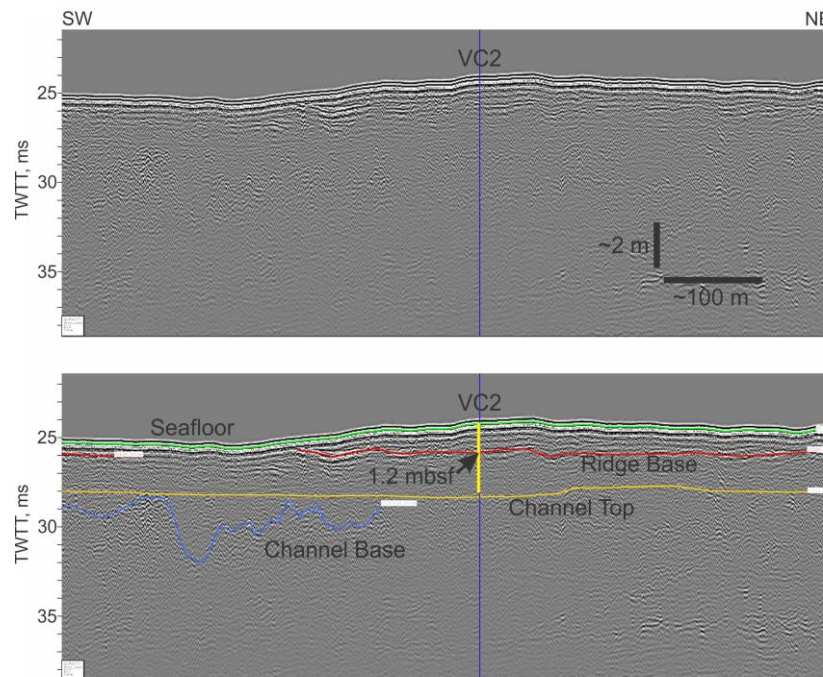 SW
NE
VC2
TWTT, ms
25
30
35
~2 m
~100 m
VC2
Seafloor
TWTT, ms
25
30
35
1.2 mbsf
Ridge Base
Channel Top
Channel Base